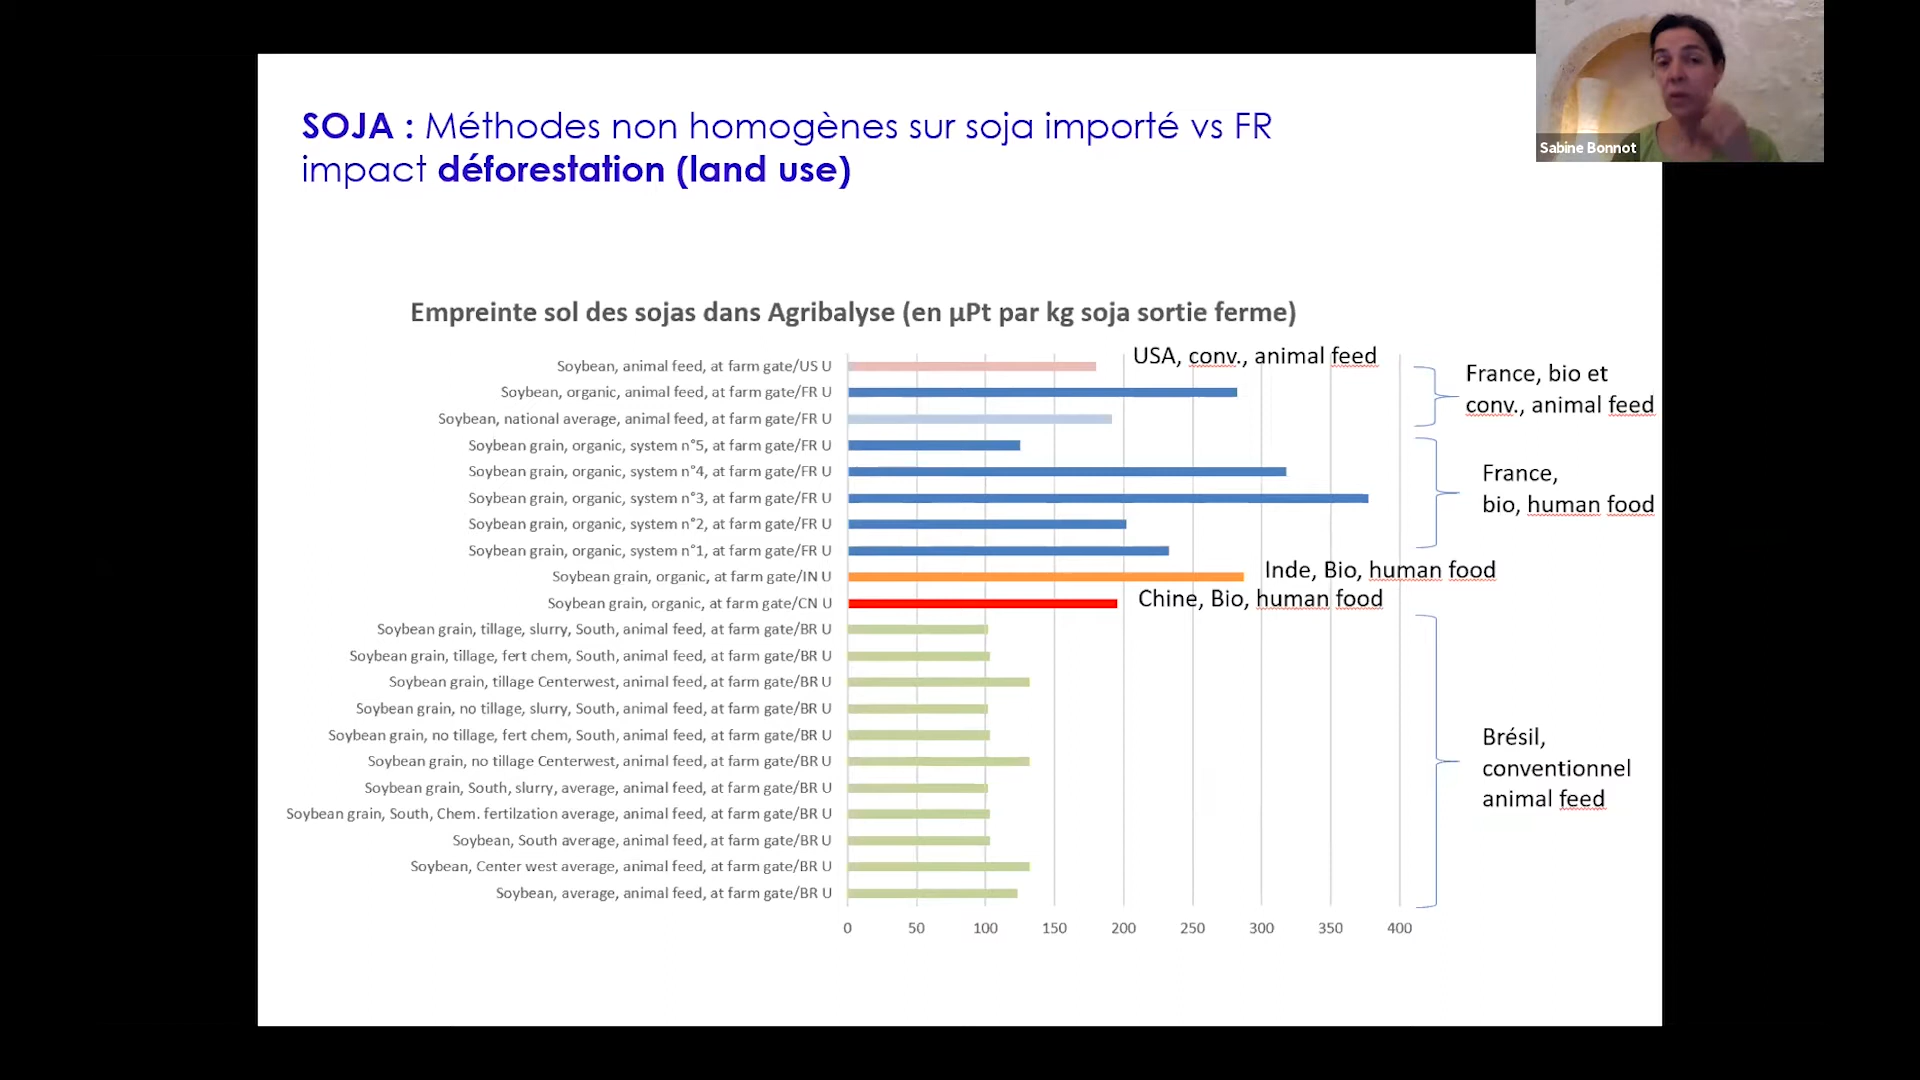 Sabine Bonnot
SOJA : Méthodes non homogènes sur soja importé vs FR
impact déforestation (land use)
Empreinte sol des sojas dans Agribalyse (en µPt par kg soja sortie ferme)
Soybean, animal feed, at farm gate/US U
Soybean, organic, animal feed, at farm gate/FR U
Soybean, national average, animal feed, at farm gate/FR U
Soybean grain, organic, system n°5, at farm gate/FR U
Soybean grain, organic, system n°4, at farm gate/FR U
Soybean grain, organic, system n°3, at farm gate/FR U
Soybean grain, organic, system n°2, at farm gate/FR U
Soybean grain, organic, system n°1, at farm gate/FR U
Soybean grain, organic, at farm gate/IN U
Soybean grain, organic, at farm gate/CN U
Soybean grain, tillage, slurry, South, animal feed, at farm gate/BR U
Soybean grain, tillage, fert chem, South, animal feed, at farm gate/BR U
Soybean grain, tillage Centerwest, animal feed, at farm gate/BR U
Soybean grain, no tillage, slurry, South, animal feed, at farm gate/BR U
Soybean grain, no tillage, fert chem, South, animal feed, at farm gate/BR U
Soybean grain, no tillage Centerwest, animal feed, at farm gate/BR U
Soybean grain, South, slurry, average, animal feed, at farm gate/BR U
Soybean grain, South, Chem. fertilzation average, animal feed, at farm gate/BR U
Soybean, South average, animal feed, at farm gate/BR U
Soybean, Center west average, animal feed, at farm gate/BR U
Soybean, average, animal feed, at farm gate/BR U
0 50 100 150 200 250 300 350 400
USA, conv., animal feed
France, bio et
conv., animal feed
France,
bio, human food
Inde, Bio, human food
Chine, Bio, human food
Brésil,
conventionnel
animal feed